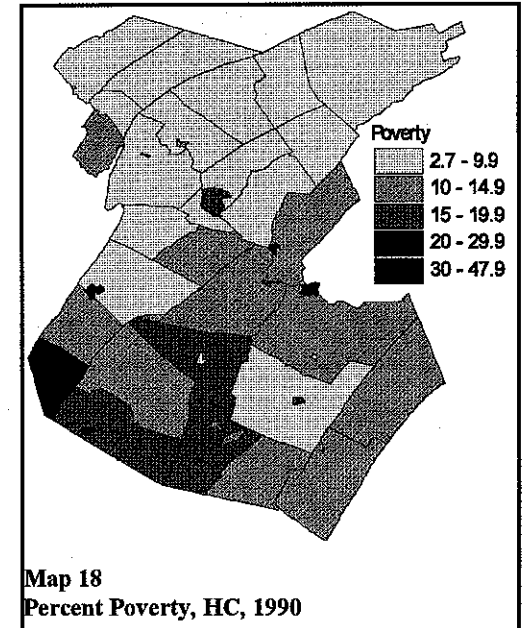 Poverty
2.7 - 9.9
10 - 14.9
15 - 19.9
20 - 29.9
30 - 47.9
Map 18
Percent Poverty, HC, 1990